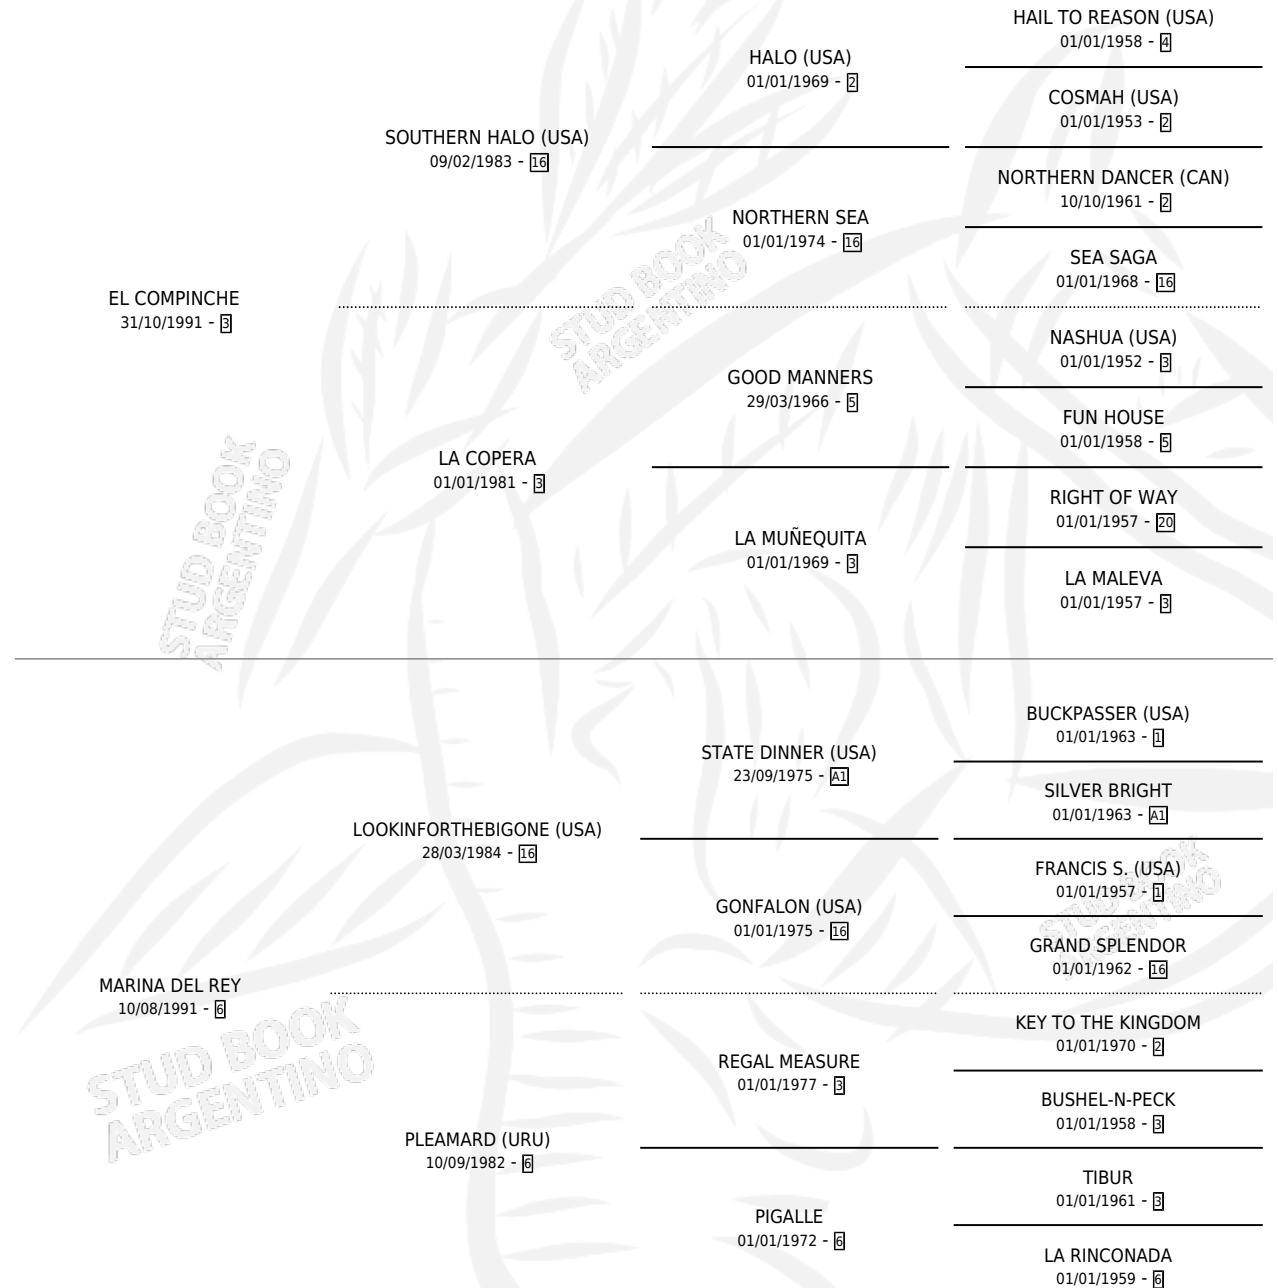 HAIL TO REASON (USA)
01/01/1958 - 4
HALO (USA)
01/01/1969 - 2
COSMAH (USA)
01/01/1953 - 2
SOUTHERN HALO (USA)
09/02/1983 - 16
NORTHERN DANCER (CAN)
10/10/1961 - 2
NORTHERN SEA
01/01/1974 - 16
SEA SAGA
01/01/1968 - 16
EL COMPINCHE
31/10/1991 - 3
NASHUA (USA)
01/01/1952 - 3
GOOD MANNERS
29/03/1966 - 5
FUN HOUSE
01/01/1958 - 5
LA COPERA
01/01/1981 - 3
RIGHT OF WAY
01/01/1957 - 20
LA MUÑEQUITA
01/01/1969 - 3
LA MALEVA
01/01/1957 - 3
STUD BOOK
ARGENTINO
STUD BOOK
ARGENTINO
BUCKPASSER (USA)
01/01/1963 - 1
STATE DINNER (USA)
23/09/1975 - A1
SILVER BRIGHT
01/01/1963 - A1
LOOKINFORTHEBIGONE (USA)
28/03/1984 - 16
FRANCIS S. (USA)
01/01/1957 - 1
GONFALON (USA)
01/01/1975 - 16
GRAND SPLENDOR
01/01/1962 - 16
MARINA DEL REY
10/08/1991 - 6
KEY TO THE KINGDOM
01/01/1970 - 2
REGAL MEASURE
01/01/1977 - 3
BUSHEL-N-PECK
01/01/1958 - 3
PLEAMARD (URU)
10/09/1982 - 6
TIBUR
01/01/1961 - 3
PIGALLE
01/01/1972 - 6
LA RINCONADA
01/01/1959 - 6
STUD BOOK
ARGENTINO
STUD BOOK
ARGENTINO